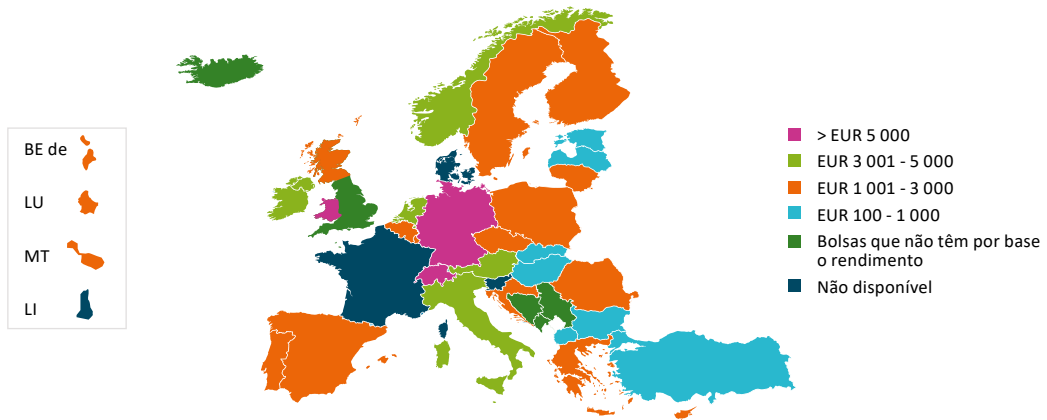 BE de
LU
MT
LI
> EUR 5 000
EUR 3 001 - 5 000
EUR 1 001 - 3 000
EUR 100 - 1 000
Bolsas que não têm por base
o rendimento
Não disponível